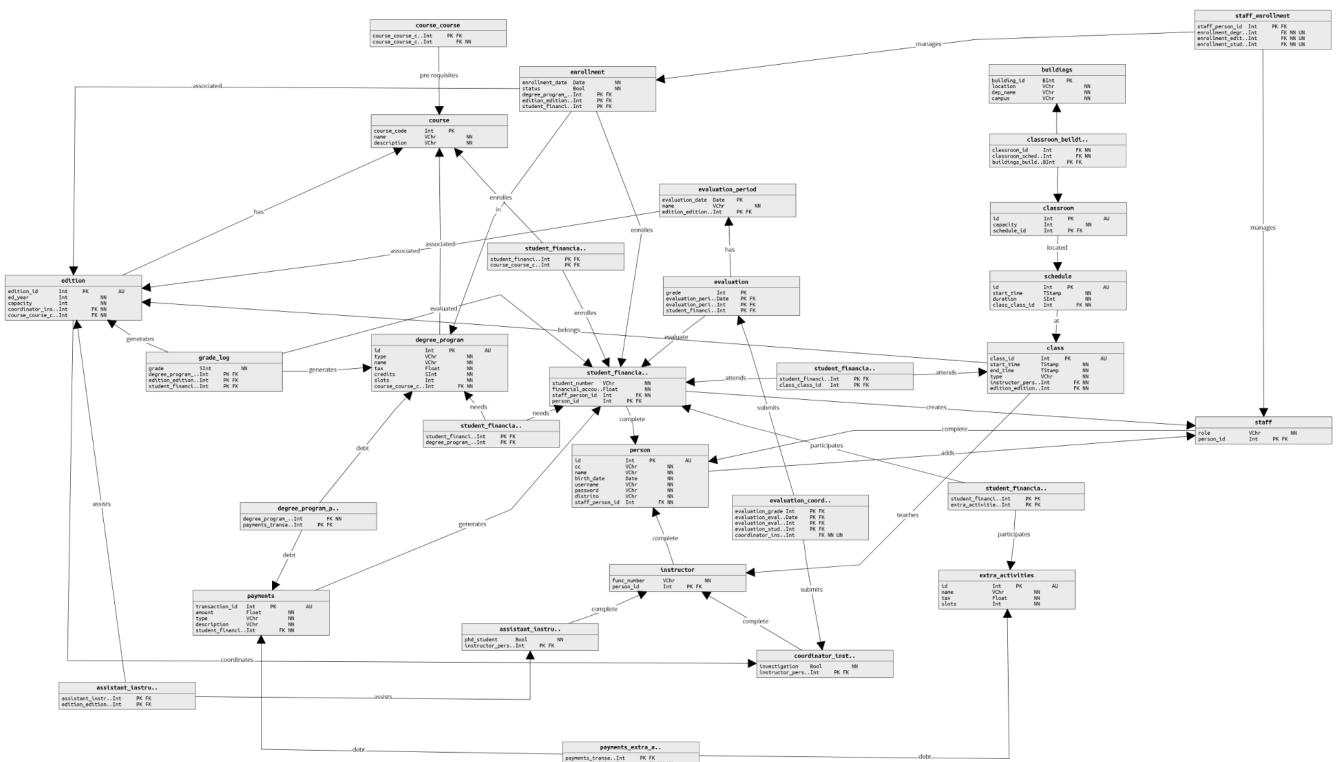 course_course
course_course_c..Int PK FK
course_course_c..Int FK NN
pre requisites
staff_enrollment
staff_person_id Int PK FK
enrollment_degr..Int FK NN UN
enrollment_edit..Int FK NN UN
enrollment_stud..Int FK NN UN
manages
enrollment
enrollment_date Date NN
status Bool NN
degree_program_..Int PK FK
edition_edition..Int PK FK
student_financi..Int PK FK
associated
buildings
building_id BInt PK
location VChr NN
dep_name VChr NN
campus VChr NN
course
course_code Int PK
name VChr NN
description VChr NN
classroom_buildi..
classroom_id Int FK NN
classroom_sched..Int FK NN
buildings_build..BInt PK FK
evaluation_period
evaluation_date Date PK
name VChr NN
edition_edition..Int PK FK
enrolles
in
has
classroom
id Int PK AU
capacity Int NN
schedule_id Int PK FK
located
manages
enrolles
associated
associated
has
student_financia..
student_financi..Int PK FK
course_course_c..Int PK FK
enrolles
edition
edition_id Int PK AU
ed_year Int NN
capacity Int NN
coordinator_ins..Int FK NN
course_course_c..Int FK NN
evaluation
grade Int PK
evaluation_peri..Date PK FK
evaluation_peri..Int PK FK
student_financi..Int PK FK
schedule
id Int PK AU
start_time TStamp NN
duration SInt NN
class_class_id Int FK NN
at
evaluated
belongs
evaluate
generates
degree_program
id Int PK AU
type VChr NN
name VChr NN
tax Float NN
credits SInt NN
slots Int NN
course_course_c..Int FK NN
grade_log
grade SInt NN
degree_program_..Int PK FK
edition_edition..Int PK FK
student_financi..Int PK FK
generates
class
class_id Int PK AU
start_time TStamp NN
end_time TStamp NN
type VChr NN
instructor_pers..Int FK NN
edition_edition..Int FK NN
student_financia..
student_number VChr NN
financial_accou..Float NN
staff_person_id Int FK NN
person_id Int PK FK
attends
student_financia..
student_financi..Int PK FK
class_class_id Int PK FK
attends
submits
creates
needs
needs
student_financia..
student_financi..Int PK FK
degree_program_..Int PK FK
complete
staff
role VChr NN
person_id Int PK FK
complete
adds
participates
debt
person
id Int PK AU
cc VChr NN
name VChr NN
birth_date Date NN
username VChr NN
password VChr NN
distrito VChr NN
staff_person_id Int FK NN
student_financia..
student_financi..Int PK FK
extra_activitie..Int PK FK
participates
evaluation_coord..
evaluation_grade Int PK FK
evaluation_eval..Date PK FK
evaluation_eval..Int PK FK
evaluation_stud..Int PK FK
coordinator_ins..Int FK NN UN
teaches
assists
degree_program_p..
degree_program_..Int FK NN
payments_transa..Int PK FK
generates
debt
complete
instructor
func_number VChr NN
person_id Int PK FK
extra_activities
id Int PK AU
name VChr NN
tax Float NN
slots Int NN
payments
transaction_id Int PK AU
amount Float NN
type VChr NN
description VChr NN
student_financi..Int FK NN
submits
complete
complete
assistant_instru..
phd_student Bool NN
instructor_pers..Int PK FK
coordinator_inst..
investigation Bool NN
instructor_pers..Int PK FK
coordinates
assistant_instru..
assistant_instr..Int PK FK
edition_edition..Int PK FK
assists
debt
payments_extra_a..
payments_transa..Int PK FK
debt